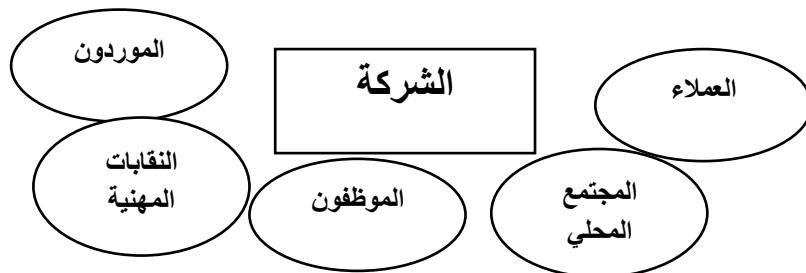 الشركة
العملاء
الموردون
النقابات
المهنية
الموظفون
المجتمع
المحلي